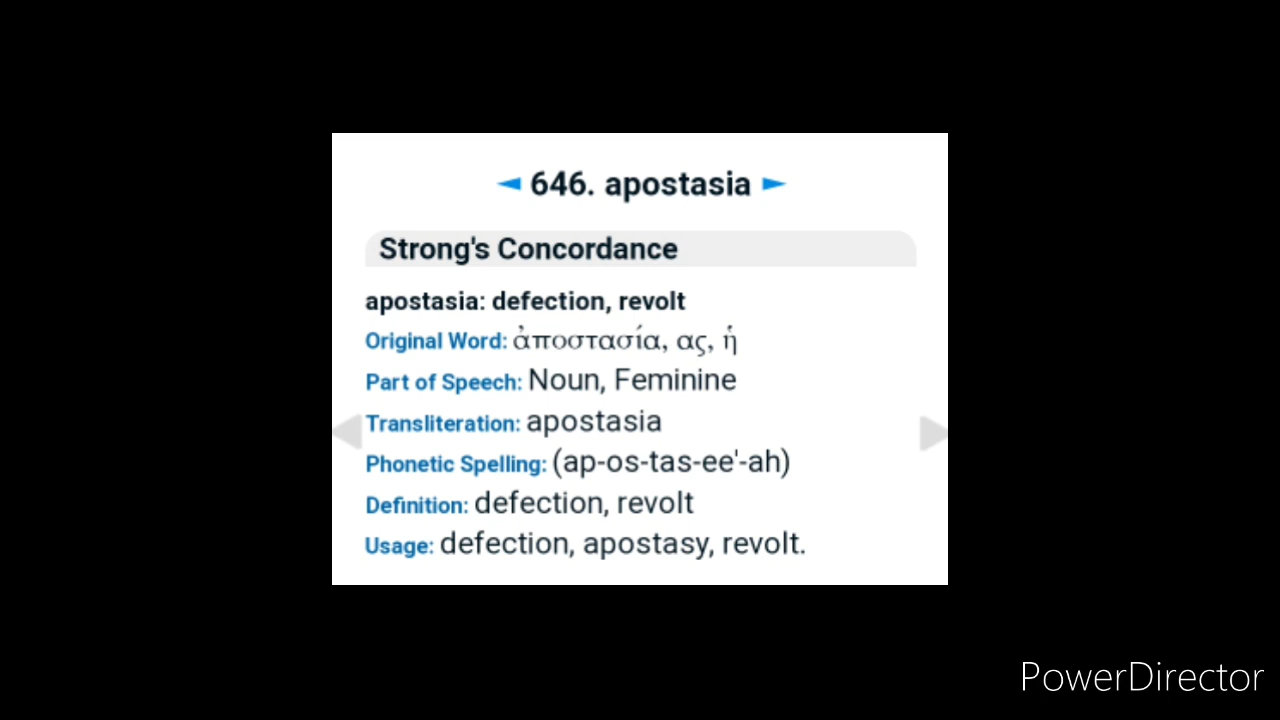 ◄ 646. apostasia ►
Strong's Concordance
apostasia: defection, revolt
Original Word: ἀποστασία, ας, ἡ
Part of Speech: Noun, Feminine
Transliteration: apostasia
Phonetic Spelling: (ap-os-tas-ee'-ah)
Definition: defection, revolt
Usage: defection, apostasy, revolt.
PowerDirector